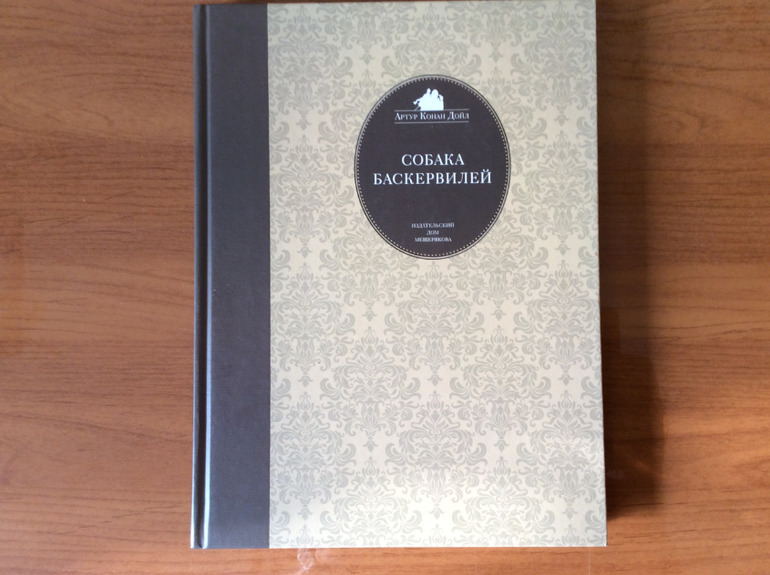 Артур Конан Дойл
СОБАКА
БАСКЕРВИЛЕЙ
ИЗДАТЕЛЬСКИЙ
ДОМ
МЕЩЕРЯКОВА